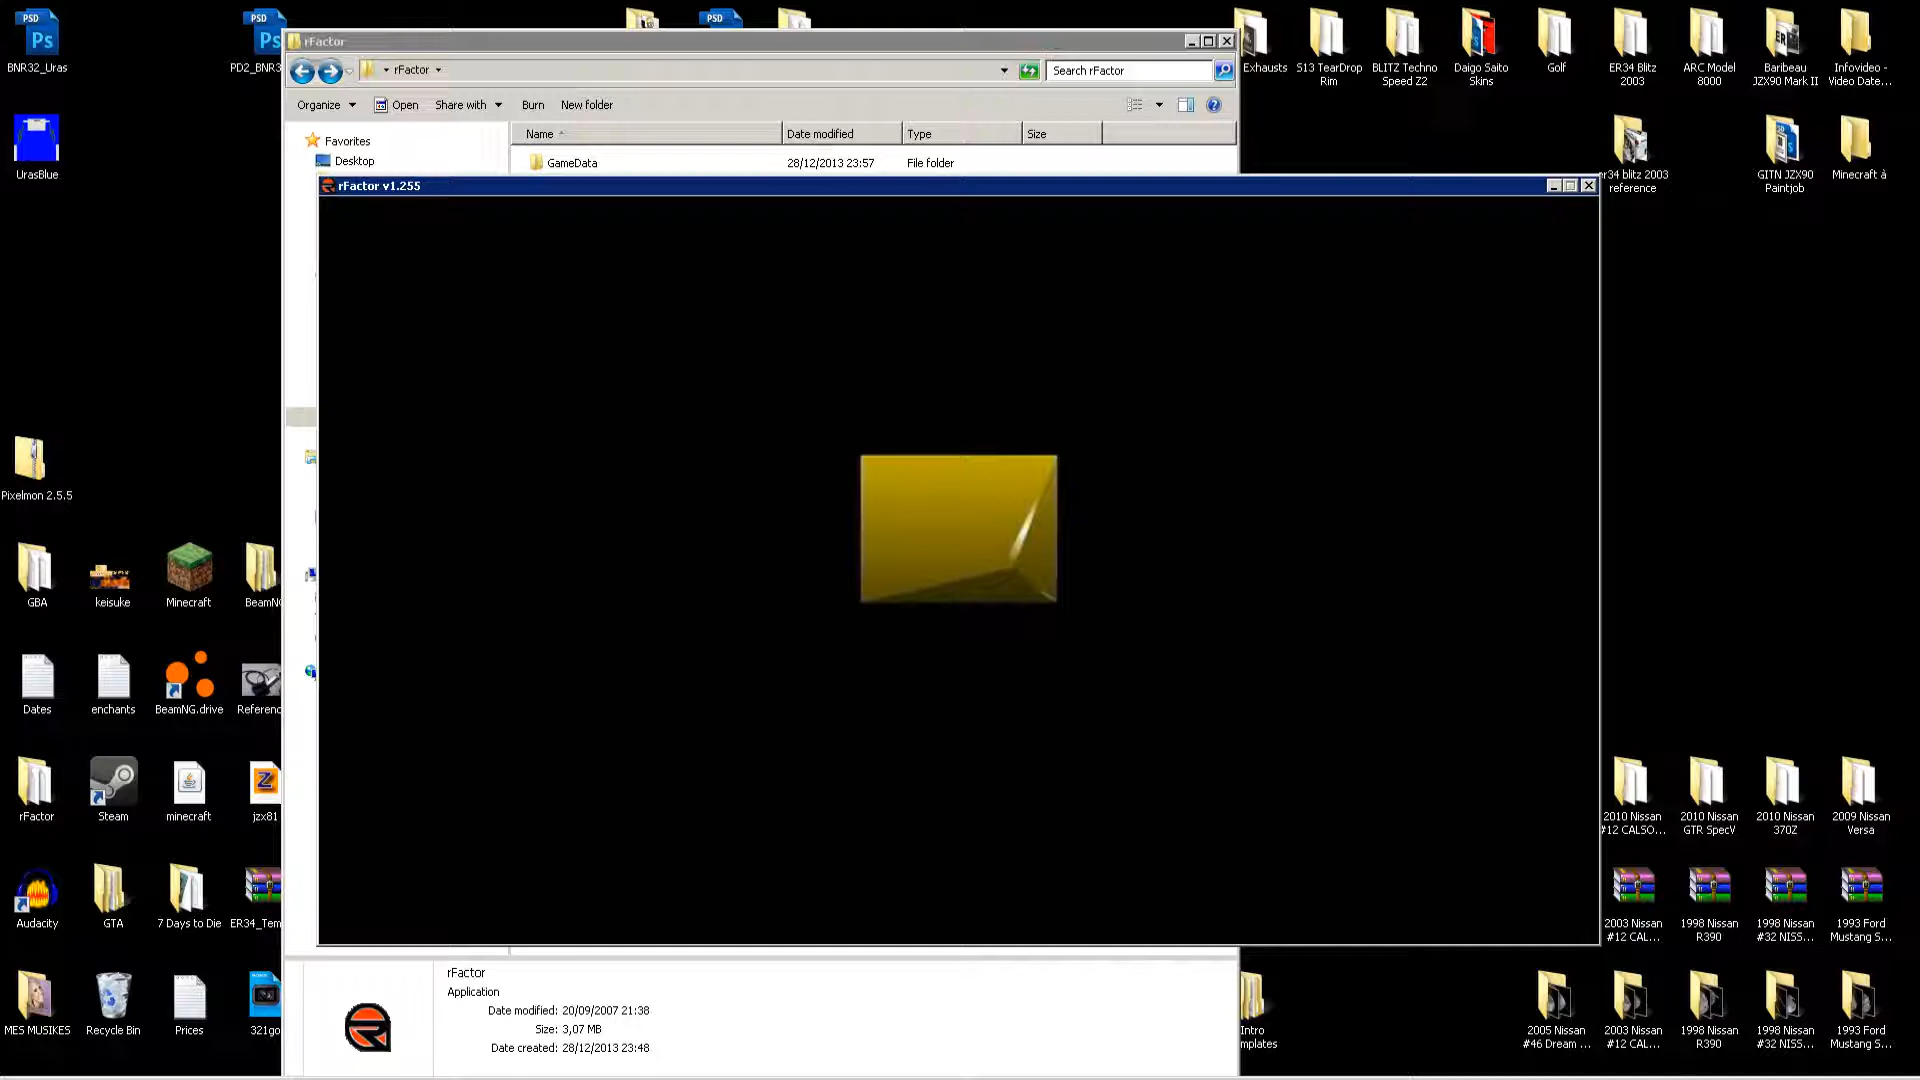 PSD
Ps
BNR32_Uras
PSD
Ps
PD2_BNR3
PSD
UrasBlue
Pixelmon 2.5.5
GBA
keisuke
Minecraft
BeamNG
Dates
enchants
BeamNG.drive
Referenc
rFactor
Steam
minecraft
jzx81
Audacity
GTA
7 Days to Die
ER34_Tem
MES MUSIKES
Recycle Bin
Prices
321go
rFactor
rFactor
Search rFactor
Organize
Open
Share with
Burn
New folder
Favorites
Desktop
Name
Date modified
Type
Size
GameData
28/12/2013 23:57
File folder
rFactor v1.255
rFactor
Application
Date modified: 20/09/2007 21:38
Size: 3,07 MB
Date created: 28/12/2013 23:48
Exhausts
S13 TearDrop
Rim
BLITZ Techno
Speed Z2
Daigo Saito
Skins
Golf
ER34 Blitz
2003
ARC Model
8000
Baribeau
JZX90 Mark II
Infovideo -
Video Date...
er34 blitz 2003
reference
GITN JZX90
Paintjob
Minecraft à
2010 Nissan
#12 CALSO...
2010 Nissan
GTR SpecV
2010 Nissan
370Z
2009 Nissan
Versa
2003 Nissan
#12 CAL...
1998 Nissan
R390
1998 Nissan
#32 NISS...
1993 Ford
Mustang S...
Intro
mplates
2005 Nissan
#46 Dream ...
2003 Nissan
#12 CAL...
1998 Nissan
R390
1998 Nissan
#32 NISS...
1993 Ford
Mustang S...